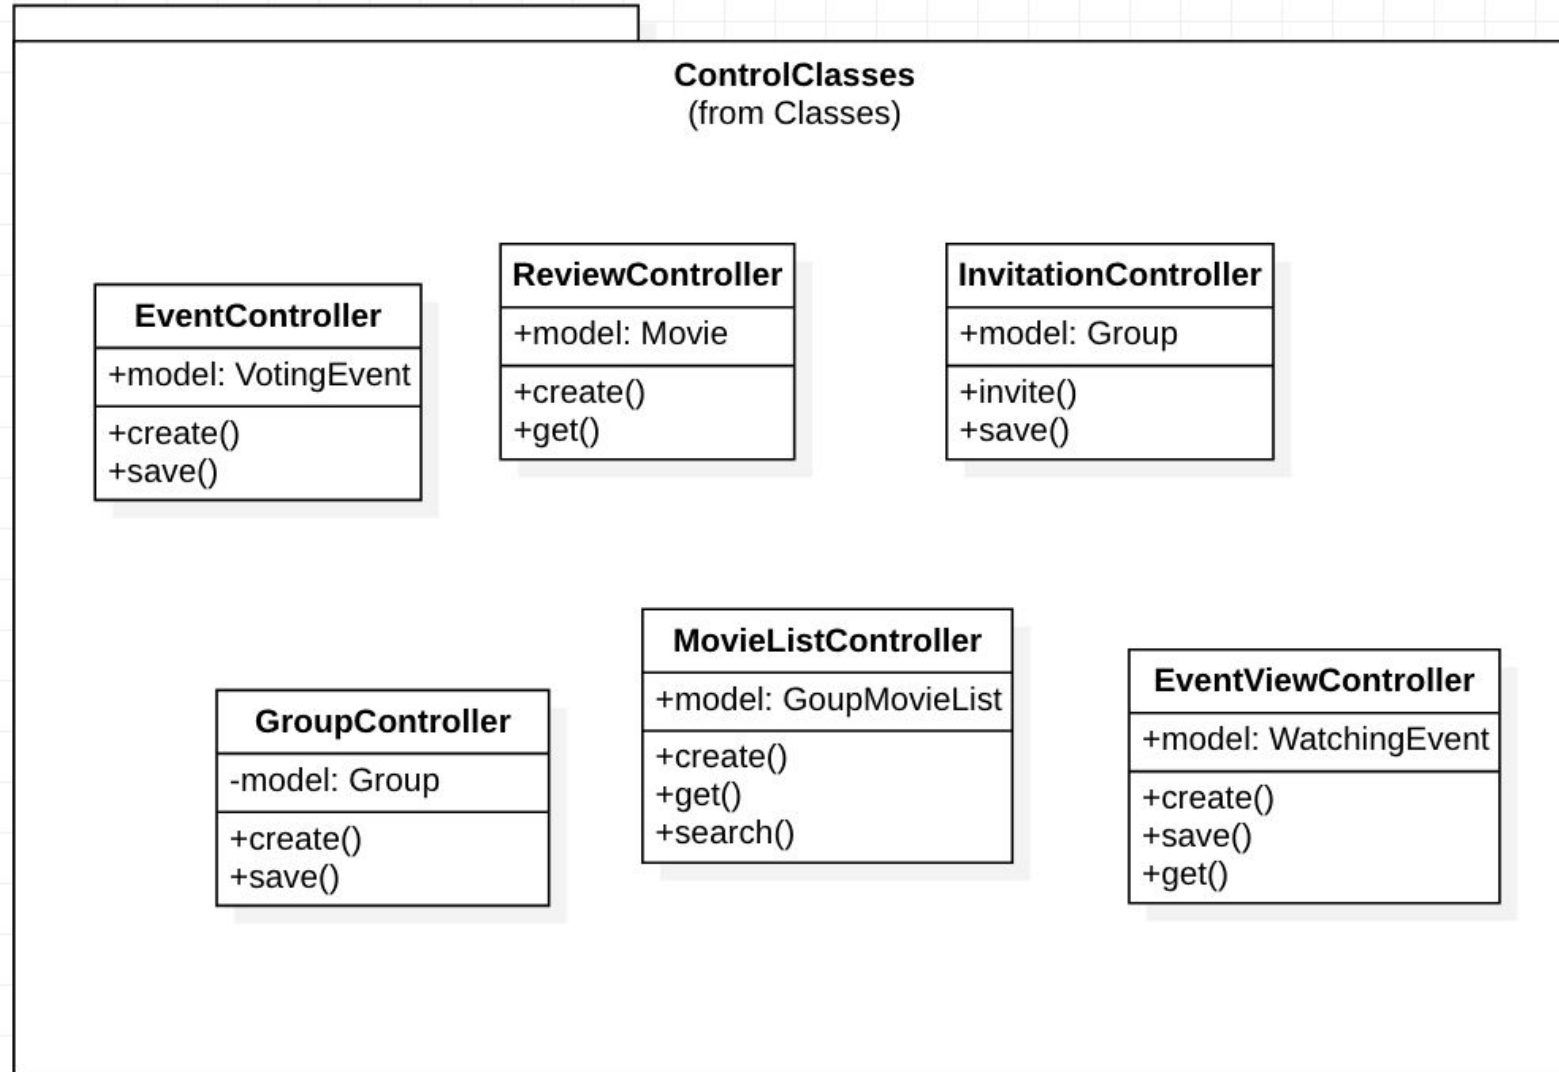 ControlClasses
(from Classes)
EventController
+model: VotingEvent
+create()
+save()
ReviewController
+model: Movie
+create()
+get()
InvitationController
+model: Group
+invite()
+save()
GroupController
-model: Group
+create()
+save()
MovieListController
+model: GoupMovieList
+create()
+get()
+search()
EventViewController
+model: WatchingEvent
+create()
+save()
+get()